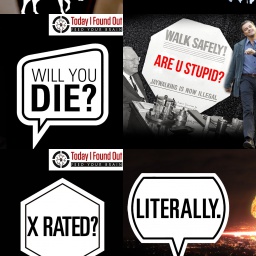 Today I Found Out
FEED YOUR BRAIN
WILL YOU
DIE?
WALK SAFELY!
ARE U STUPID?
JAYWALKING IS NOW ILLEGAL
Today I Found Out
FEED YOUR BRAIN
X RATED?
LITERALLY.